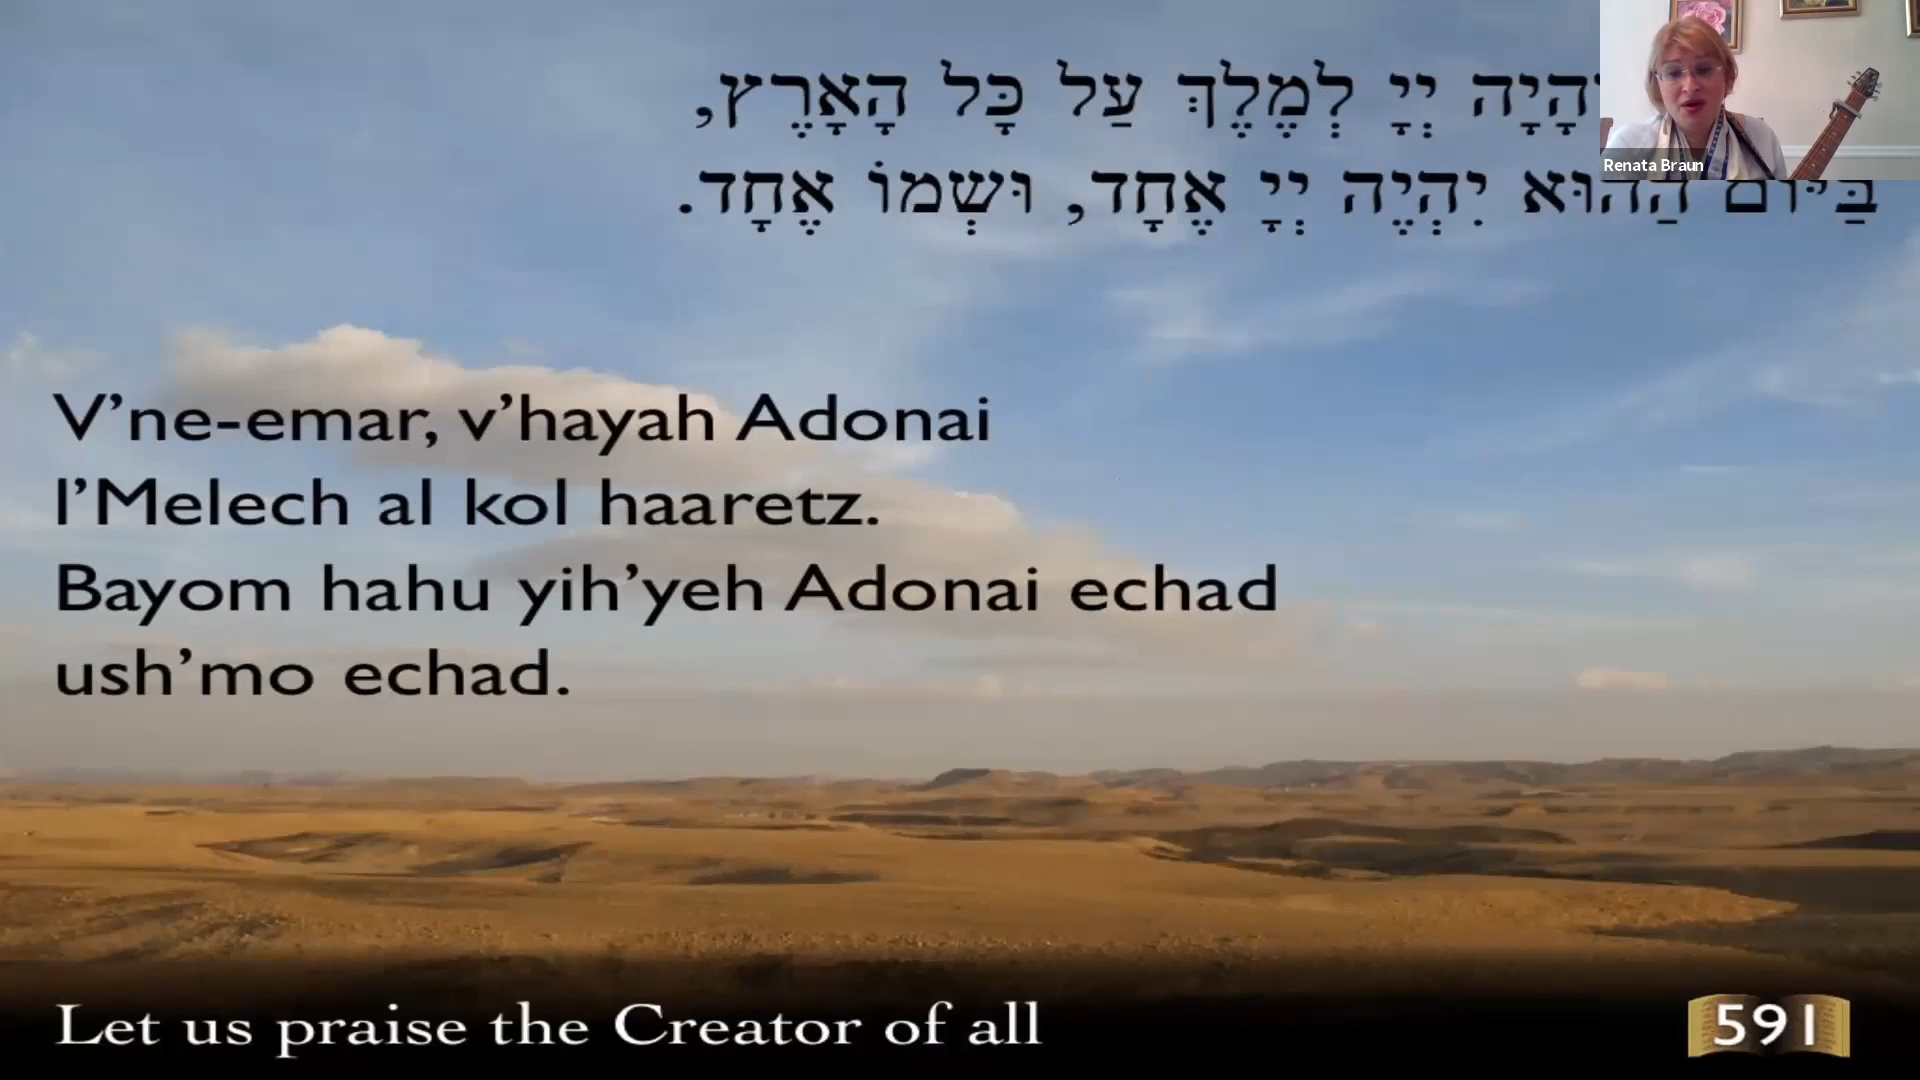 הָיָה יְיָ לְמֶלֶךְ עַל כׇּל הָאָרֶץ,
בַּיּוֹם הַהוּא יִהְיֶה יְיָ אֶחָד, וּשְׁמוֹ אֶחָד.
Renata Braun
V’ne-emar, v’hayah Adonai
l’Melech al kol haaretz.
Bayom hahu yih’yeh Adonai echad
ush’mo echad.
Let us praise the Creator of all
591